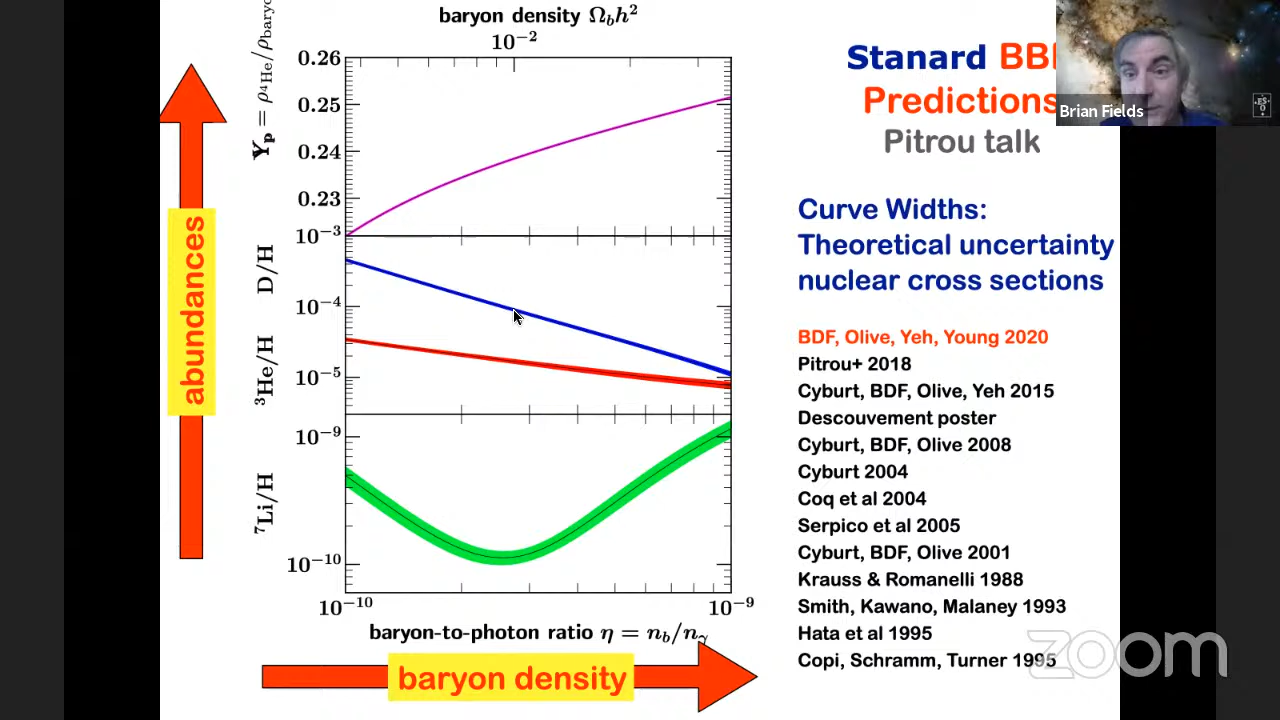 baryon density Ω_b h²
10⁻²
Y_p = ρ⁴He/ρbaryo
0.26
0.25
0.24
0.23
10⁻³
D/H
10⁻⁴
³He/H
10⁻⁵
10⁻⁹
⁷Li/H
10⁻¹⁰
10⁻¹⁰ 10⁻⁹
baryon-to-photon ratio η = n_b/n_γ
abundances
baryon density
Stanard BB
Predictions
Pitrou talk
Brian Fields
Curve Widths:
Theoretical uncertainty
nuclear cross sections
BDF, Olive, Yeh, Young 2020
Pitrou+ 2018
Cyburt, BDF, Olive, Yeh 2015
Descouvement poster
Cyburt, BDF, Olive 2008
Cyburt 2004
Coq et al 2004
Serpico et al 2005
Cyburt, BDF, Olive 2001
Krauss & Romanelli 1988
Smith, Kawano, Malaney 1993
Hata et al 1995
Copi, Schramm, Turner 1995
zoom